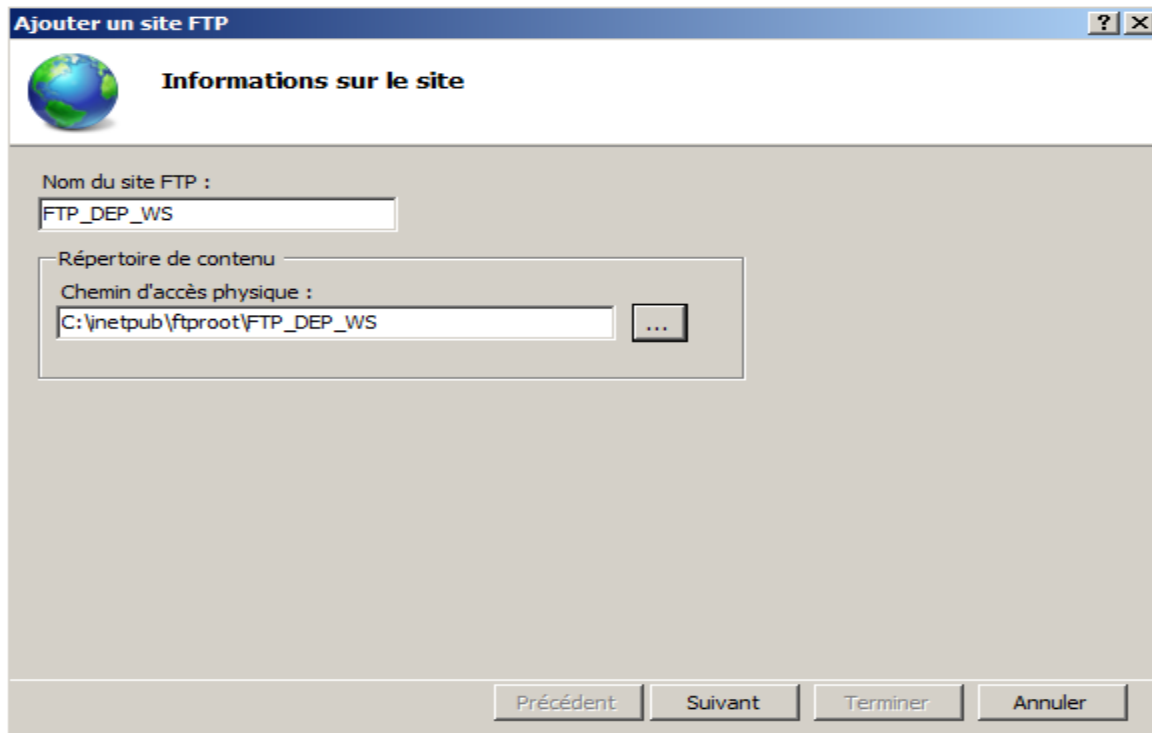 Ajouter un site FTP
Informations sur le site
Nom du site FTP :
FTP_DEP_WS
Répertoire de contenu
Chemin d'accès physique :
C:\inetpub\ftproot\FTP_DEP_WS
...
Précédent Suivant Terminer Annuler